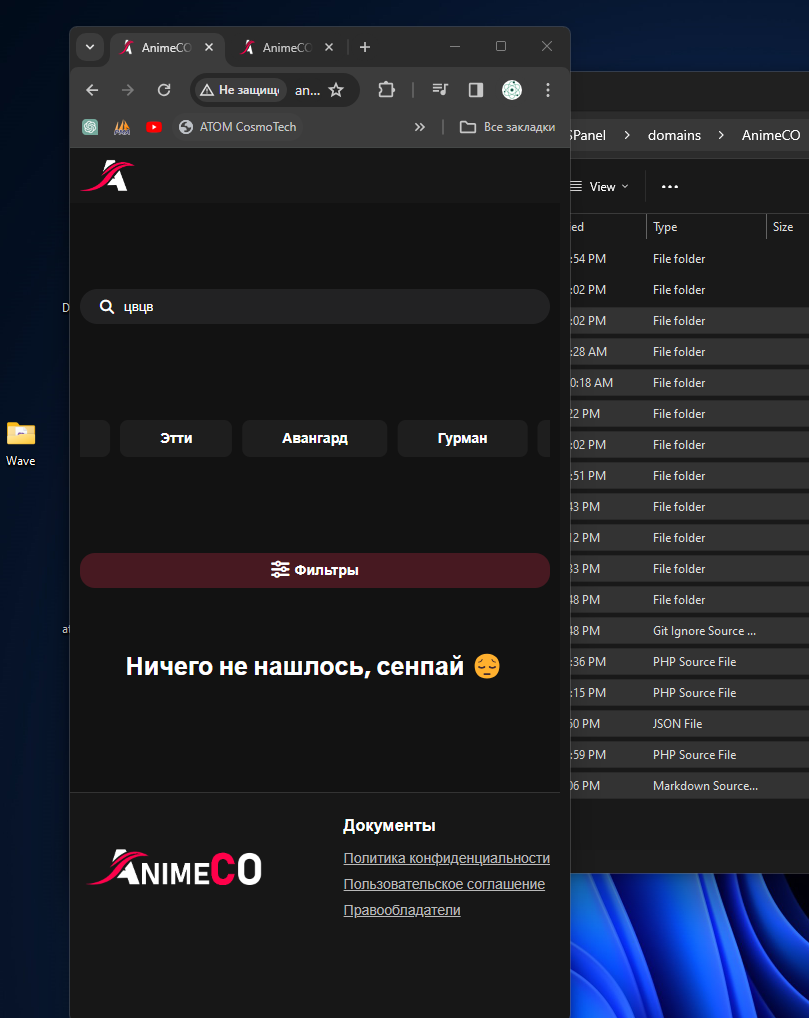 AnimeCO
AnimeCO
Не защищ
an...
ATOM CosmoTech
Все закладки
SPanel > domains > AnimeCO
View
Type
Size
:54 PM File folder
:02 PM File folder
:02 PM File folder
:28 AM File folder
0:18 AM File folder
22 PM File folder
:02 PM File folder
:51 PM File folder
43 PM File folder
12 PM File folder
33 PM File folder
48 PM File folder
48 PM Git Ignore Source ...
:36 PM PHP Source File
:15 PM PHP Source File
50 PM JSON File
:59 PM PHP Source File
06 PM Markdown Source...
цвцв
Этти
Авангард
Гурман
Фильтры
Ничего не нашлось, сенпай 😔
Wave
Документы
Политика конфиденциальности
Пользовательское соглашение
Правообладатели
ANIMECO